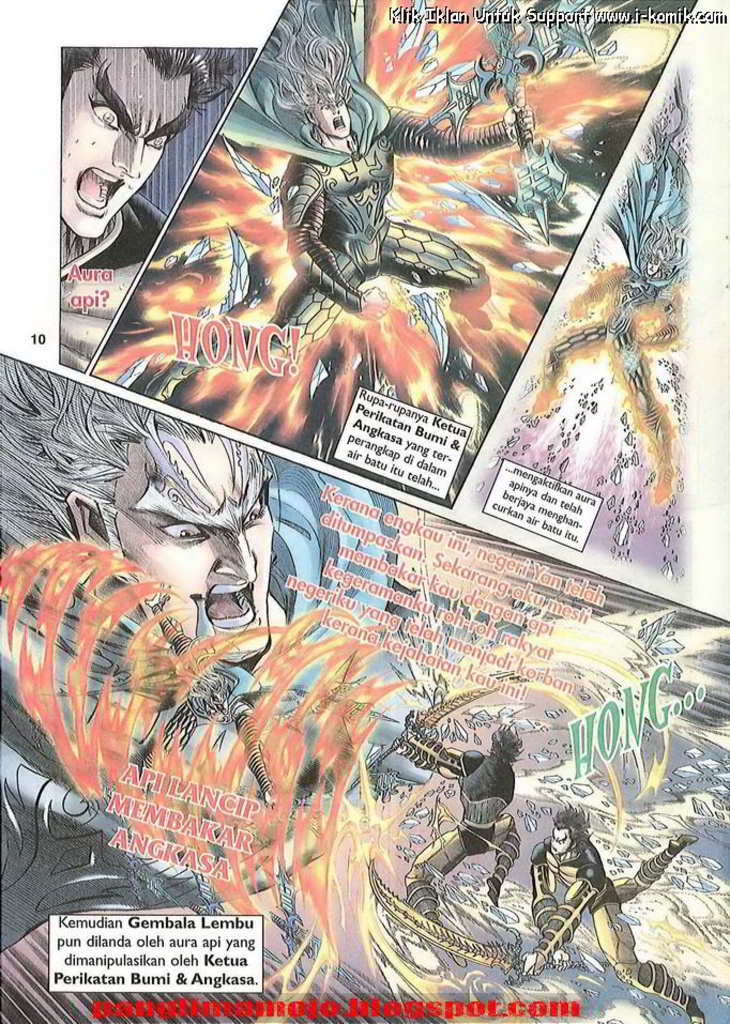 Klik Iklan Untuk Support www.i-komik.com
Aura
api?
HONG!
Rupa-rupanya Ketua
Perikatan Bumi &
Angkasa yang ter-
perangkap di dalam
air batu itu telah...
...mengaktifkan aura
apinya dan telah
berjaya menghan-
curkan air batu itu.
10
Kerana engkau ini, negeri Yan telah
ditumpaskan. Sekarang aku mesti
membakar kau dengan api
kegeramanku roh-roh rakyat
negeriku yang telah menjadi korban
kerana kejahatan kau ini!
HONG...
API LANCIP
MEMBAKAR
ANGKASA
Kemudian Gembala Lembu
pun dilanda oleh aura api yang
dimanipulasikan oleh Ketua
Perikatan Bumi & Angkasa.
panglimamojo.blogspot.com